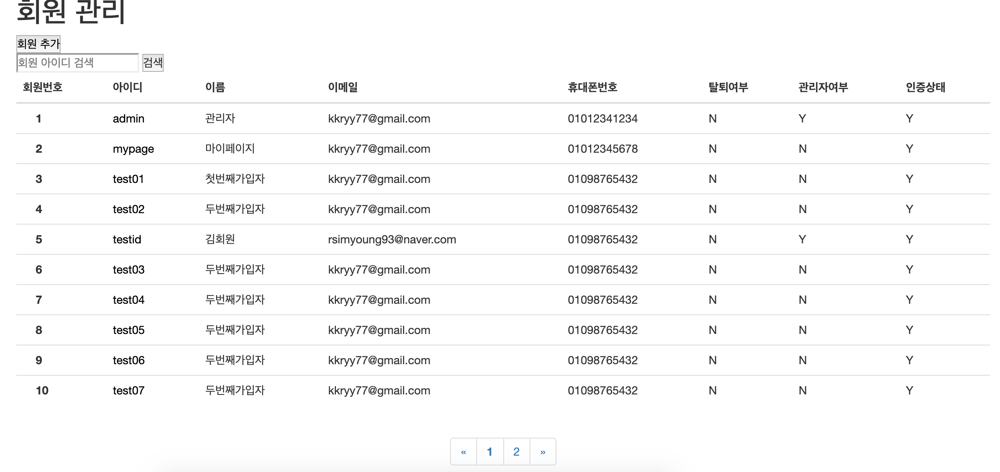 회원 관리
회원 추가
회원 아이디 검색 검색
회원번호 아이디 이름 이메일 휴대폰번호 탈퇴여부 관리자여부 인증상태
1 admin 관리자 kkryy77@gmail.com 01012341234 N Y Y
2 mypage 마이페이지 kkryy77@gmail.com 01012345678 N N Y
3 test01 첫번째가입자 kkryy77@gmail.com 01098765432 N N Y
4 test02 두번째가입자 kkryy77@gmail.com 01098765432 N N Y
5 testid 김회원 rsimyoung93@naver.com 01098765432 N Y Y
6 test03 두번째가입자 kkryy77@gmail.com 01098765432 N N Y
7 test04 두번째가입자 kkryy77@gmail.com 01098765432 N N Y
8 test05 두번째가입자 kkryy77@gmail.com 01098765432 N N Y
9 test06 두번째가입자 kkryy77@gmail.com 01098765432 N N Y
10 test07 두번째가입자 kkryy77@gmail.com 01098765432 N N Y
« 1 2 »